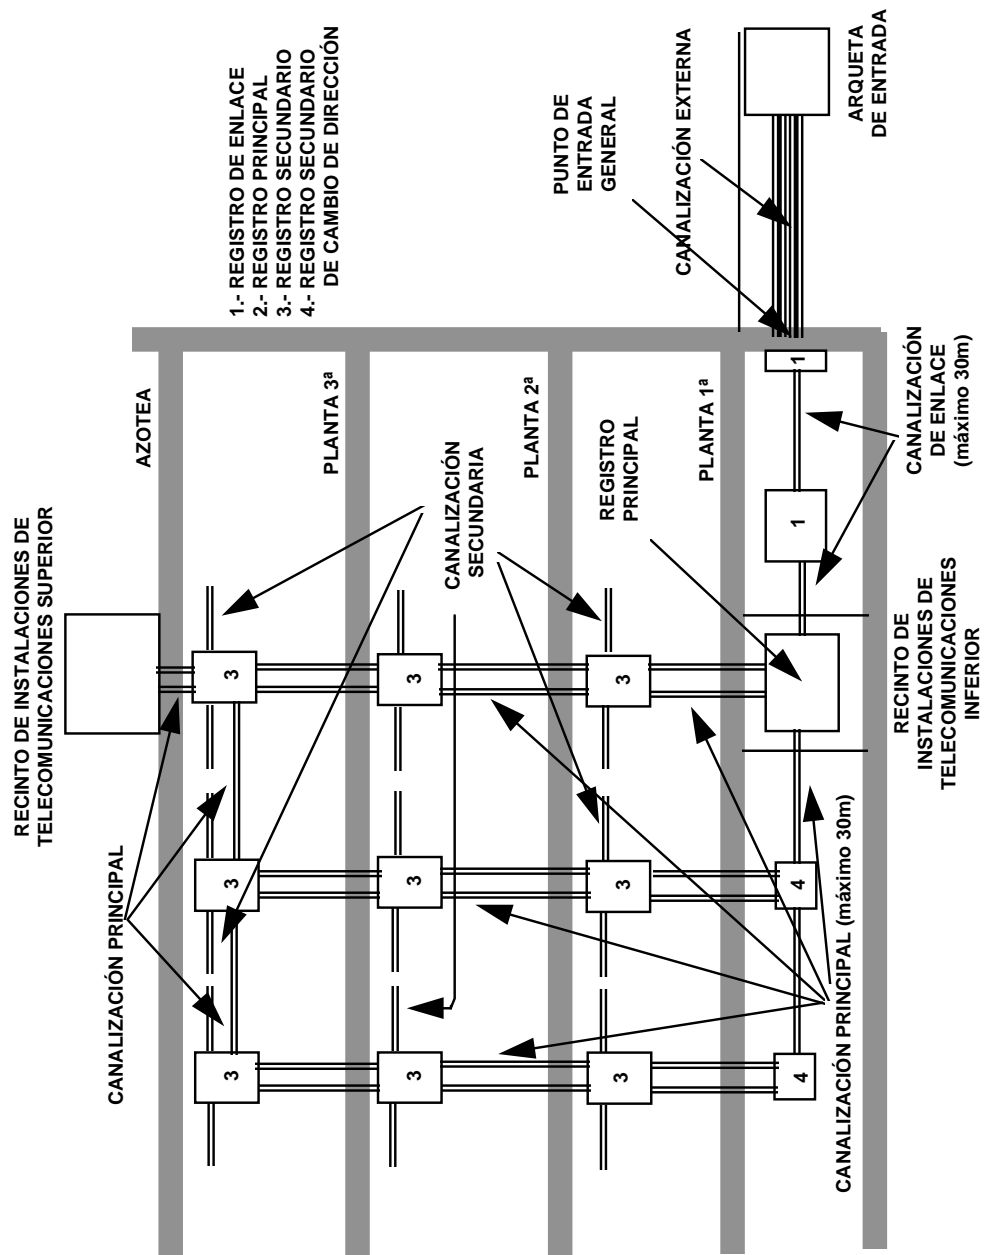 RECINTO DE INSTALACIONES DE
TELECOMUNICACIONES SUPERIOR
CANALIZACIÓN PRINCIPAL
AZOTEA
1.- REGISTRO DE ENLACE
2.- REGISTRO PRINCIPAL
3.- REGISTRO SECUNDARIO
4.- REGISTRO SECUNDARIO
DE CAMBIO DE DIRECCIÓN
3
3
3
PLANTA 3ª
3
3
3
CANALIZACIÓN
SECUNDARIA
PLANTA 2ª
PUNTO DE
ENTRADA
GENERAL
REGISTRO
PRINCIPAL
3
3
3
CANALIZACIÓN EXTERNA
PLANTA 1ª
4
4
1
1
CANALIZACIÓN PRINCIPAL (máximo 30m)
RECINTO DE
INSTALACIONES DE
TELECOMUNICACIONES
INFERIOR
CANALIZACIÓN
DE ENLACE
(máximo 30m)
ARQUETA
DE ENTRADA